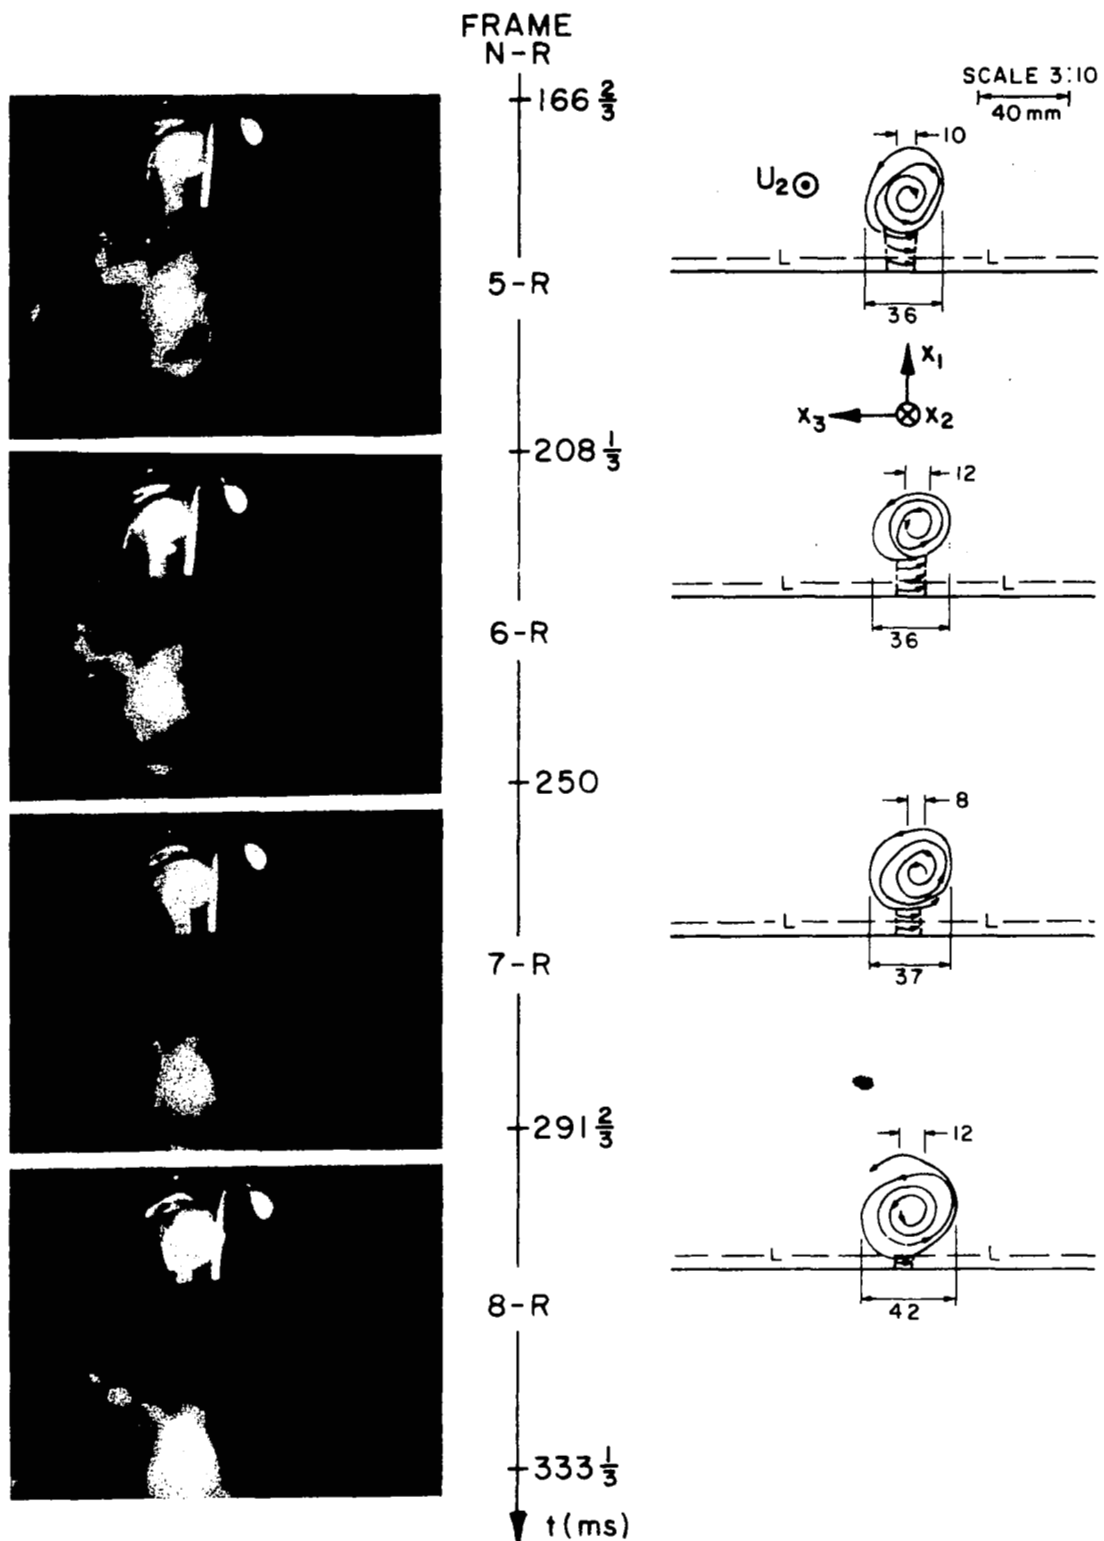 FRAME
N-R
166 2/3
SCALE 3:10
40 mm
10
U2
L L
5-R
36
X1
X3 X2
208 1/3
12
L L
6-R
36
250
8
L L
7-R
37
291 2/3
12
L L
8-R
42
333 1/3
t (ms)